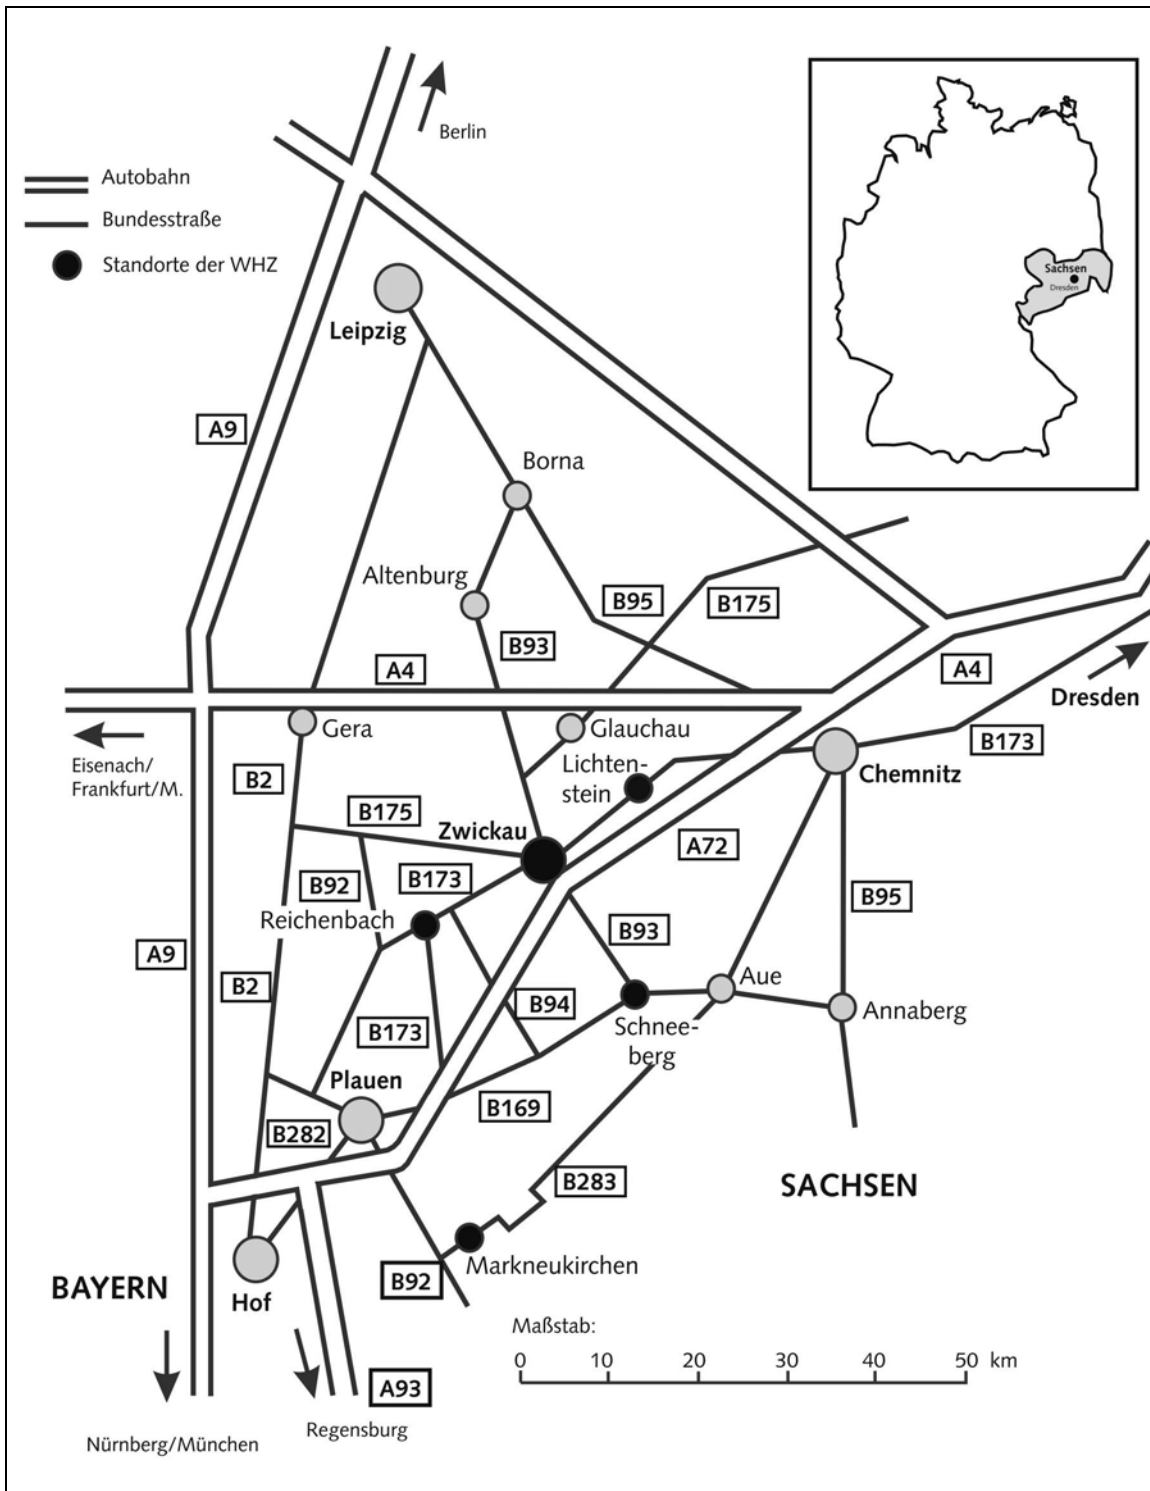 Berlin
Autobahn
Bundesstraße
Standorte der WHZ
Sachsen
Dresden
Leipzig
A9
Borna
Altenburg
B95
B175
B93
A4
A4
Dresden
Gera
Glauchau
B173
Eisenach/
Frankfurt/M.
Lichten-
stein
Chemnitz
B2
B175
Zwickau
A72
B92
B173
B95
Reichenbach
B93
A9
B2
Aue
B94
Annaberg
Schnee-
berg
B173
Plauen
B169
B282
B283
SACHSEN
Markneukirchen
B92
BAYERN
Hof
Maßstab:
0 10 20 30 40 50 km
A93
Regensburg
Nürnberg/München